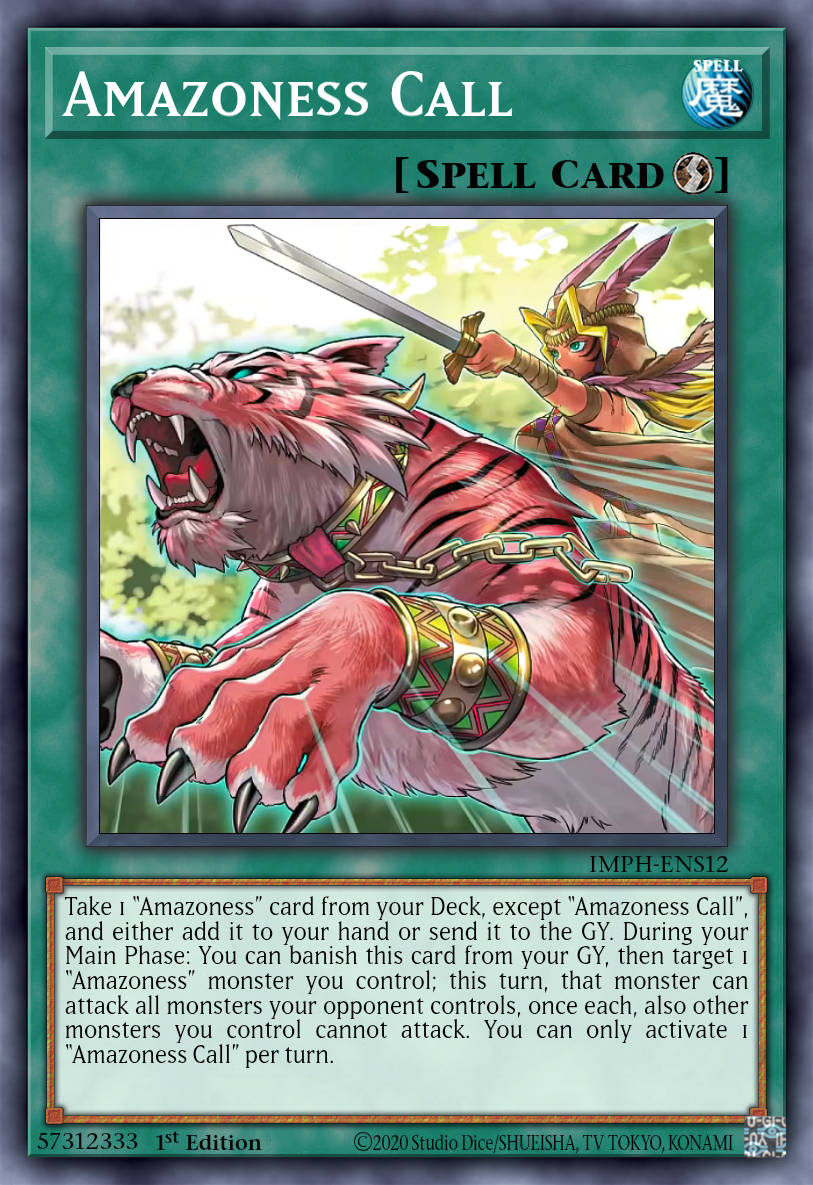 Amazoness Call
SPELL
魔
[Spell Card]
IMPH-ENS12
Take 1 “Amazoness” card from your Deck, except “Amazoness Call”,
and either add it to your hand or send it to the GY. During your
Main Phase: You can banish this card from your GY, then target 1
“Amazoness” monster you control; this turn, that monster can
attack all monsters your opponent controls, once each, also other
monsters you control cannot attack. You can only activate 1
“Amazoness Call” per turn.
57312333 1st Edition ©2020 Studio Dice/SHUEISHA, TV TOKYO, KONAMI